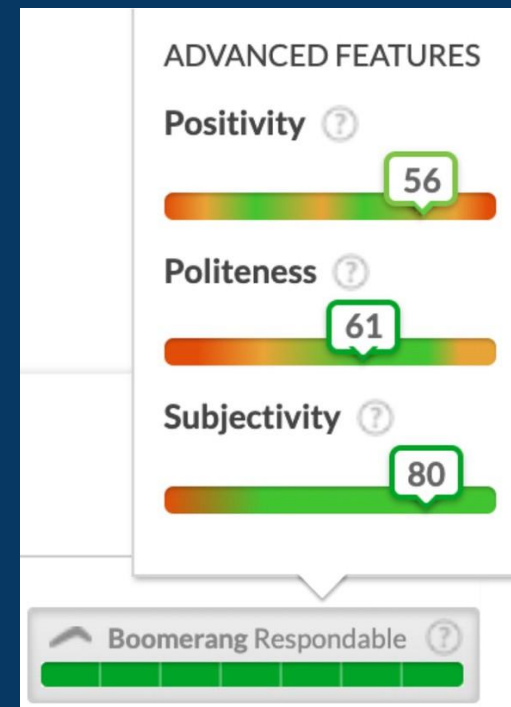 ADVANCED FEATURES
Positivity ?
56
Politeness ?
61
Subjectivity ?
80
Boomerang Respondable ?